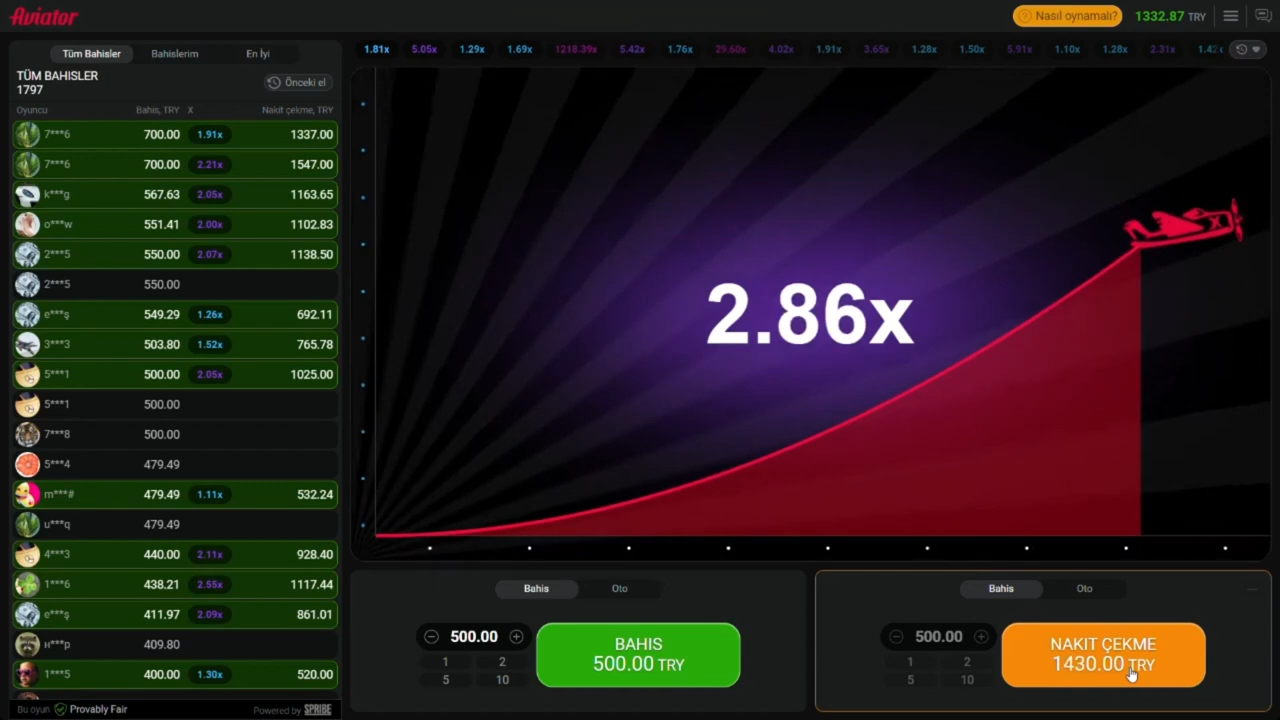 Aviator
Nasıl oynamalı? 1332.87 TRY
Tüm Bahisler Bahislerim En İyi
1.81x 5.05x 1.29x 1.69x 1218.39x 5.42x 1.76x 29.60x 4.02x 1.91x 3.65x 1.28x 1.50x 5.91x 1.10x 1.28x 2.31x 1.42x
TÜM BAHISLER
1797
Önceki el
Oyuncu Bahis, TRY X Nakit çekme, TRY
7***6 700.00 1.91x 1337.00
7***6 700.00 2.21x 1547.00
k***g 567.63 2.05x 1163.65
o***w 551.41 2.00x 1102.83
2***5 550.00 2.07x 1138.50
2***5 550.00
e***ş 549.29 1.26x 692.11
3***3 503.80 1.52x 765.78
5***1 500.00 2.05x 1025.00
5***1 500.00
7***8 500.00
5***4 479.49
m***# 479.49 1.11x 532.24
u***q 479.49
4***3 440.00 2.11x 928.40
1***6 438.21 2.55x 1117.44
e***ş 411.97 2.09x 861.01
н***р 409.80
1***5 400.00 1.30x 520.00
Bu oyun Provably Fair Powered by SPRIBE
2.86x
Bahis Oto
500.00
1 2
5 10
BAHIS
500.00 TRY
Bahis Oto
500.00
1 2
5 10
NAKIT ÇEKME
1430.00 TRY